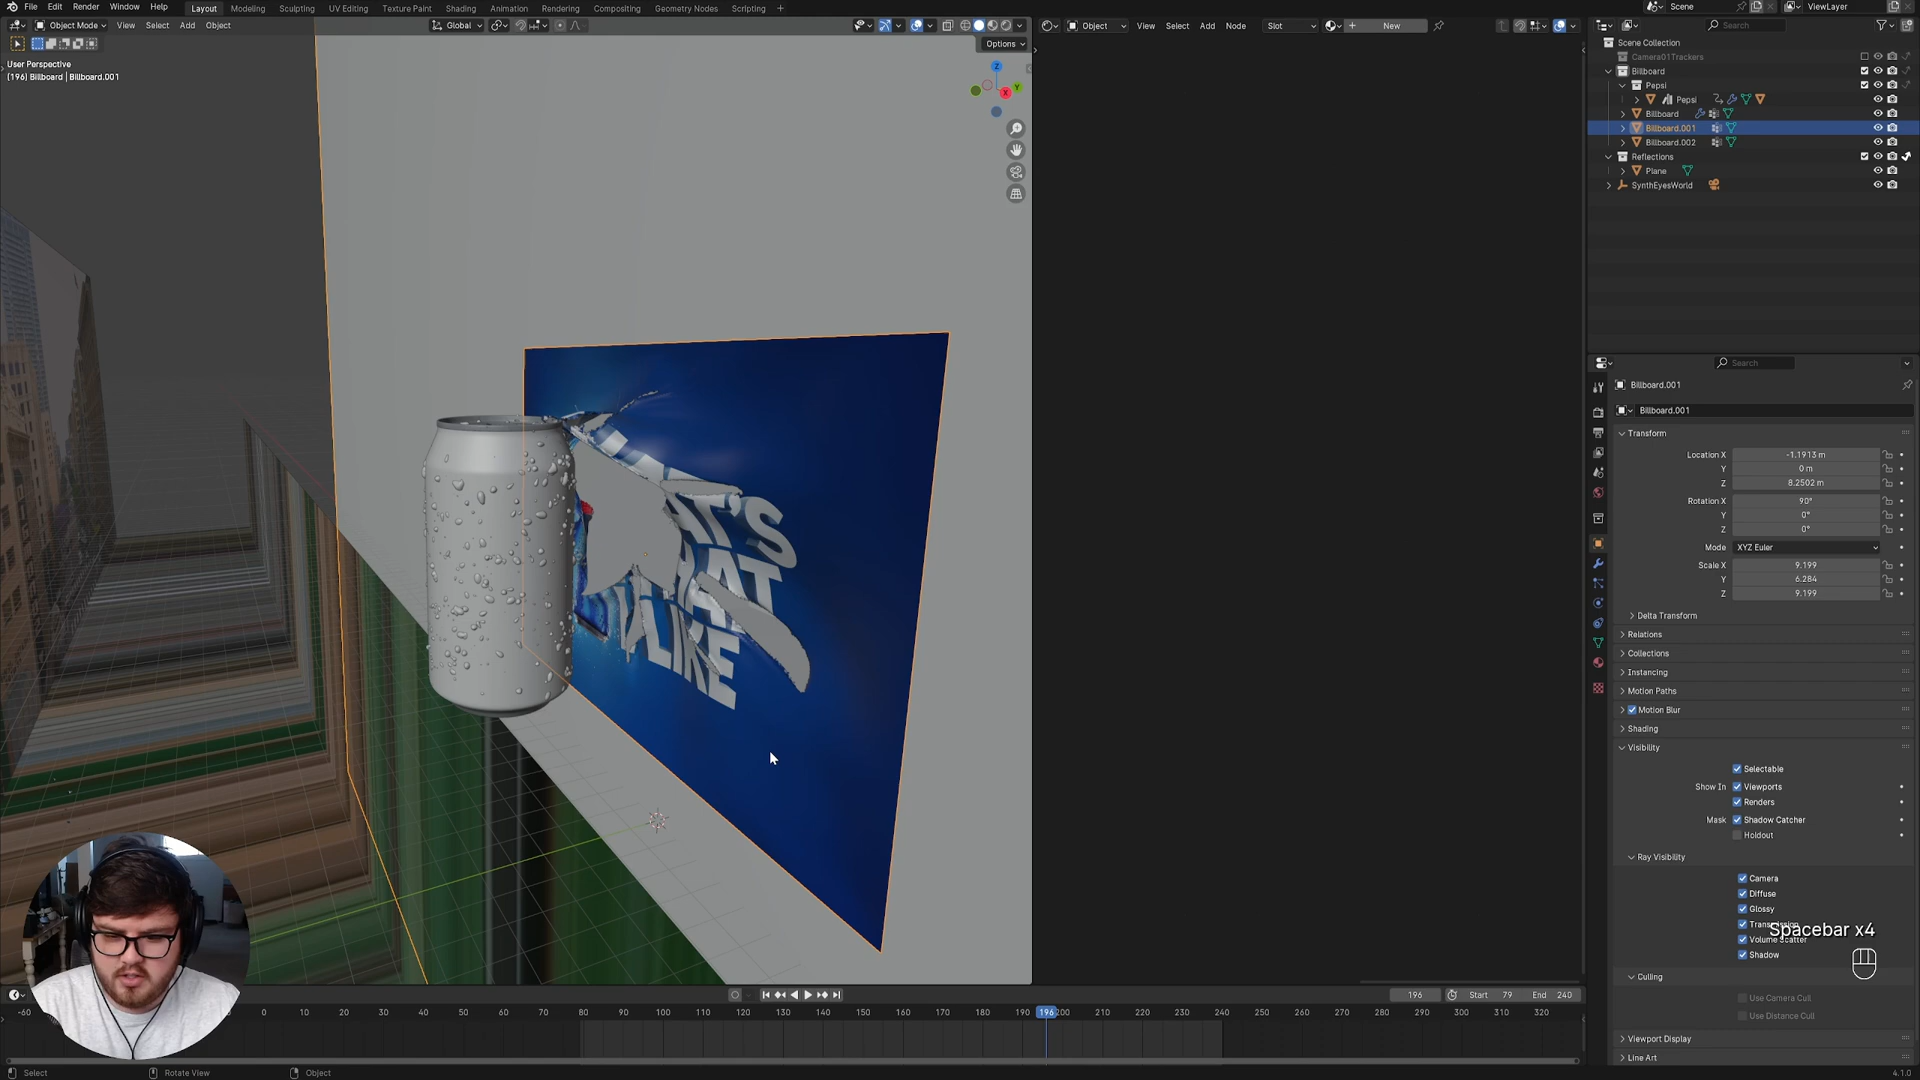 File Edit Render Window Help
Layout Modeling Sculpting UV Editing Texture Paint Shading Animation Rendering Compositing Geometry Nodes Scripting +
Scene
ViewLayer
Object Mode View Select Add Object
Global
Object View Select Add Node Slot New
Search
Options
User Perspective
(196) Billboard | Billboard.001
Z
Y
X
Scene Collection
Camera01Trackers
Billboard
Pepsi
Pepsi
Billboard
Billboard.001
Billboard.002
Reflections
Plane
SynthEyesWorld
AT'S
LIKE
Search
Billboard.001
Billboard.001
Transform
Location X -1.1913 m
Y 0 m
Z 8.2502 m
Rotation X 90°
Y 0°
Z 0°
Mode XYZ Euler
Scale X 9.199
Y 6.284
Z 9.199
Delta Transform
Relations
Collections
Instancing
Motion Paths
Motion Blur
Shading
Visibility
Selectable
Show In Viewports
Renders
Mask Shadow Catcher
Holdout
Ray Visibility
Camera
Diffuse
Glossy
Spacebar x4
Volume Scatter
Shadow
Culling
Use Camera Cull
Use Distance Cull
Viewport Display
Line Art
196 Start 79 End 240
-60 0 10 20 30 40 50 60 70 80 90 100 110 120 130 140 150 160 170 180 190 196 200 210 220 230 240 250 260 270 280 290 300 310 320
Select Rotate View Object
4.1.0